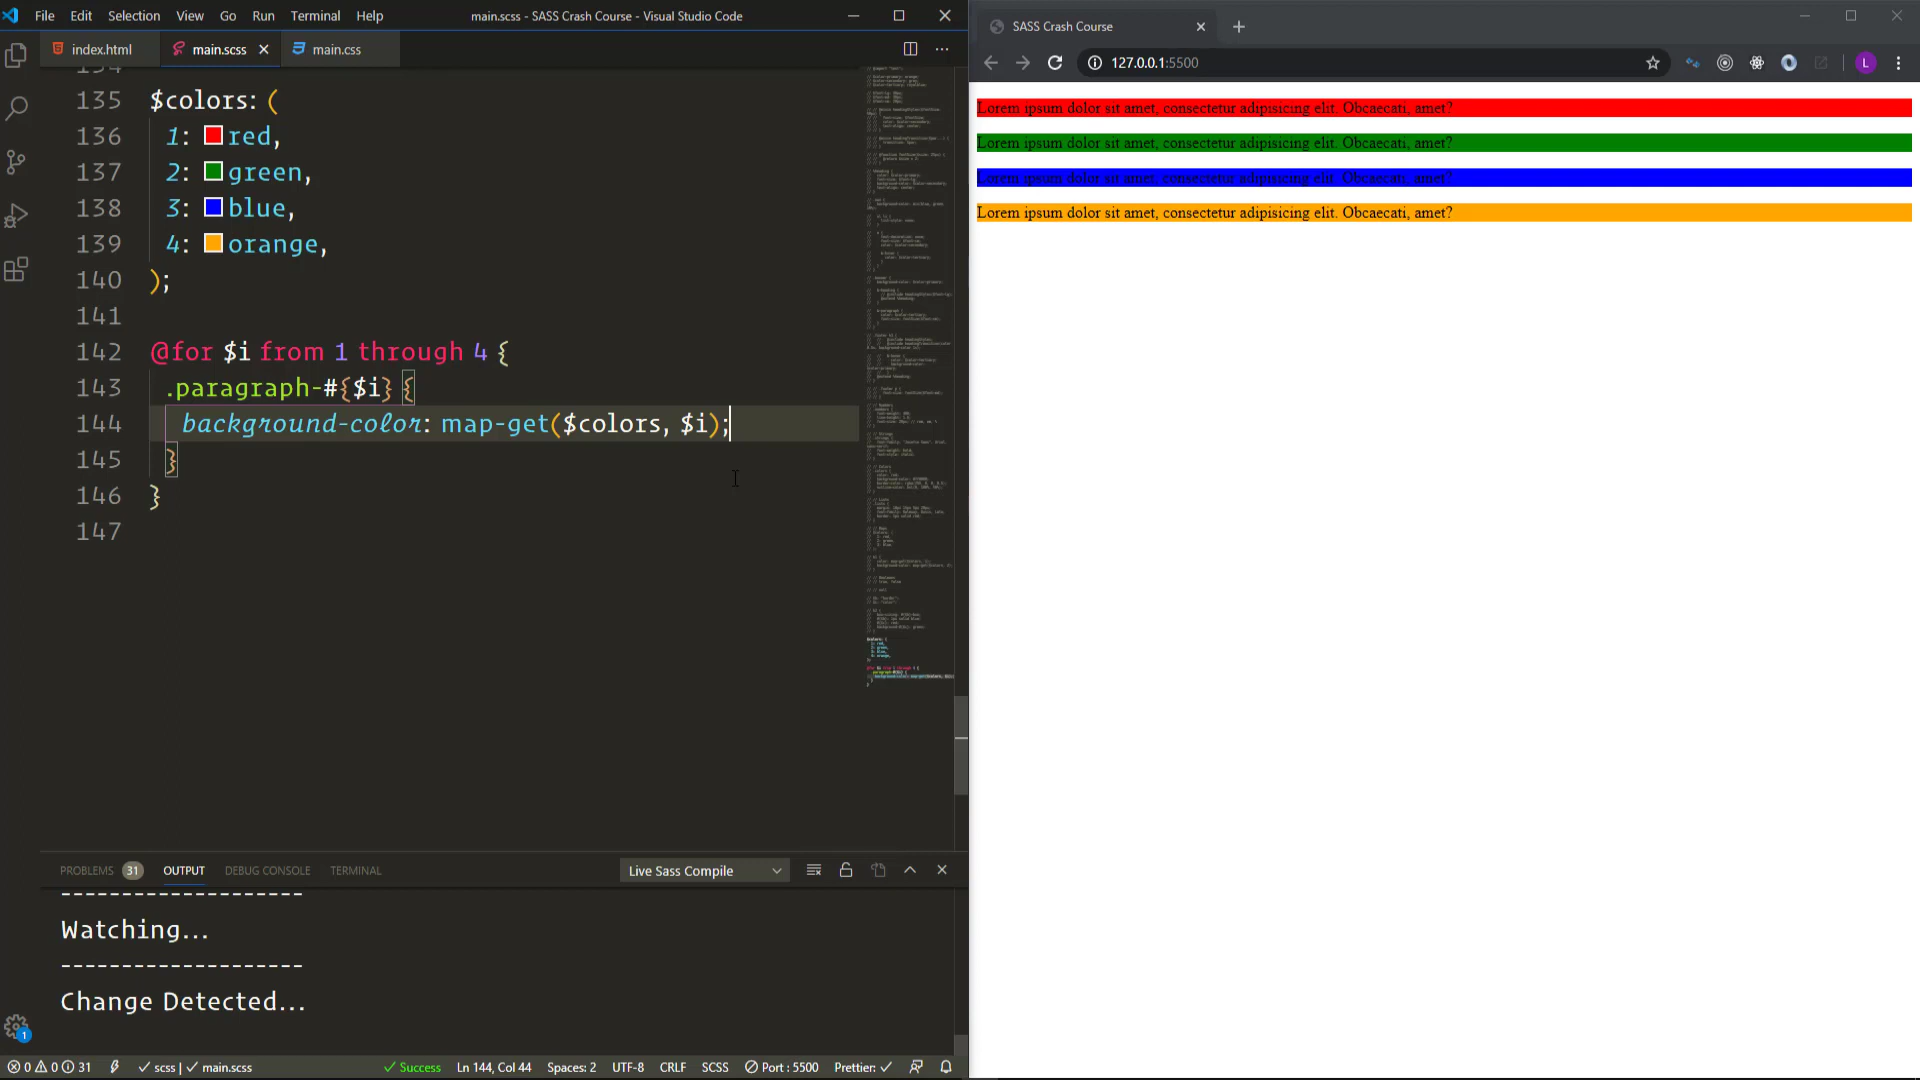 File Edit Selection View Go Run Terminal Help main.scss - SASS Crash Course - Visual Studio Code
index.html main.scss main.css
134
135 $colors: (
136 1: red,
137 2: green,
138 3: blue,
139 4: orange,
140 );
141
142 @for $i from 1 through 4 {
143 .paragraph-#{$i} {
144 background-color: map-get($colors, $i);
145 }
146 }
147
PROBLEMS 31 OUTPUT DEBUG CONSOLE TERMINAL Live Sass Compile
--------------------
Watching...
--------------------
Change Detected...
1
0 0 31 scss | main.scss Success Ln 144, Col 44 Spaces: 2 UTF-8 CRLF SCSS Port : 5500 Prettier:
SASS Crash Course
127.0.0.1:5500 L
Lorem ipsum dolor sit amet, consectetur adipisicing elit. Obcaecati, amet?
Lorem ipsum dolor sit amet, consectetur adipisicing elit. Obcaecati, amet?
Lorem ipsum dolor sit amet, consectetur adipisicing elit. Obcaecati, amet?
Lorem ipsum dolor sit amet, consectetur adipisicing elit. Obcaecati, amet?